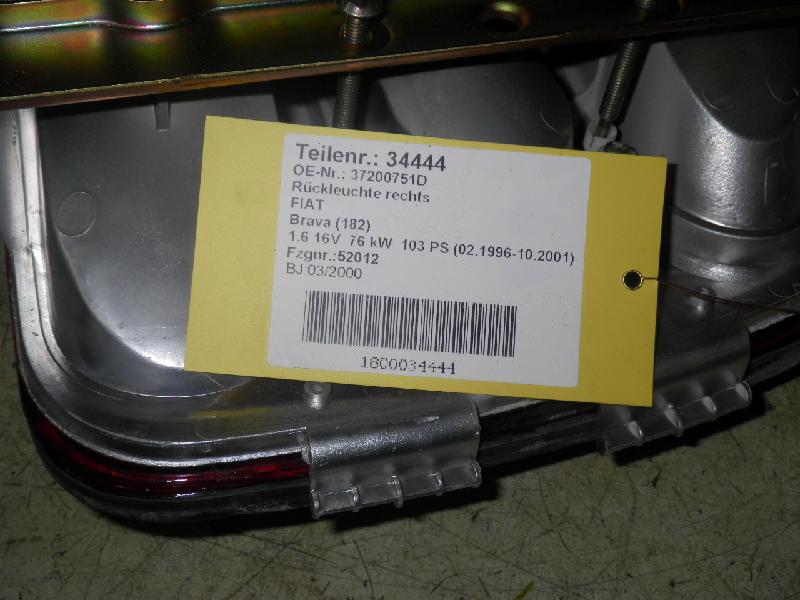 Teilenr.: 34444
OE-Nr.: 37200751D
Rückleuchte rechts
FIAT
Brava (182)
1.6 16V 76 kW 103 PS (02.1996-10.2001)
Fzgnr.:52012
BJ:03/2000
1800034444